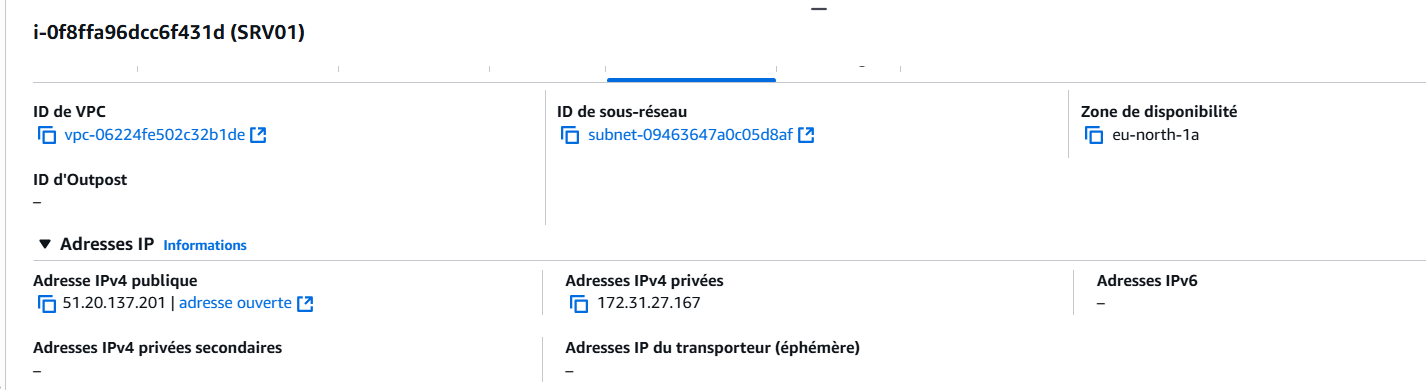 i-0f8ffa96dcc6f431d (SRV01)
ID de VPC
vpc-06224fe502c32b1de
ID de sous-réseau
subnet-09463647a0c05d8af
Zone de disponibilité
eu-north-1a
ID d'Outpost
–
Adresses IP Informations
Adresse IPv4 publique
51.20.137.201 | adresse ouverte
Adresses IPv4 privées
172.31.27.167
Adresses IPv6
–
Adresses IPv4 privées secondaires
–
Adresses IP du transporteur (éphémère)
–